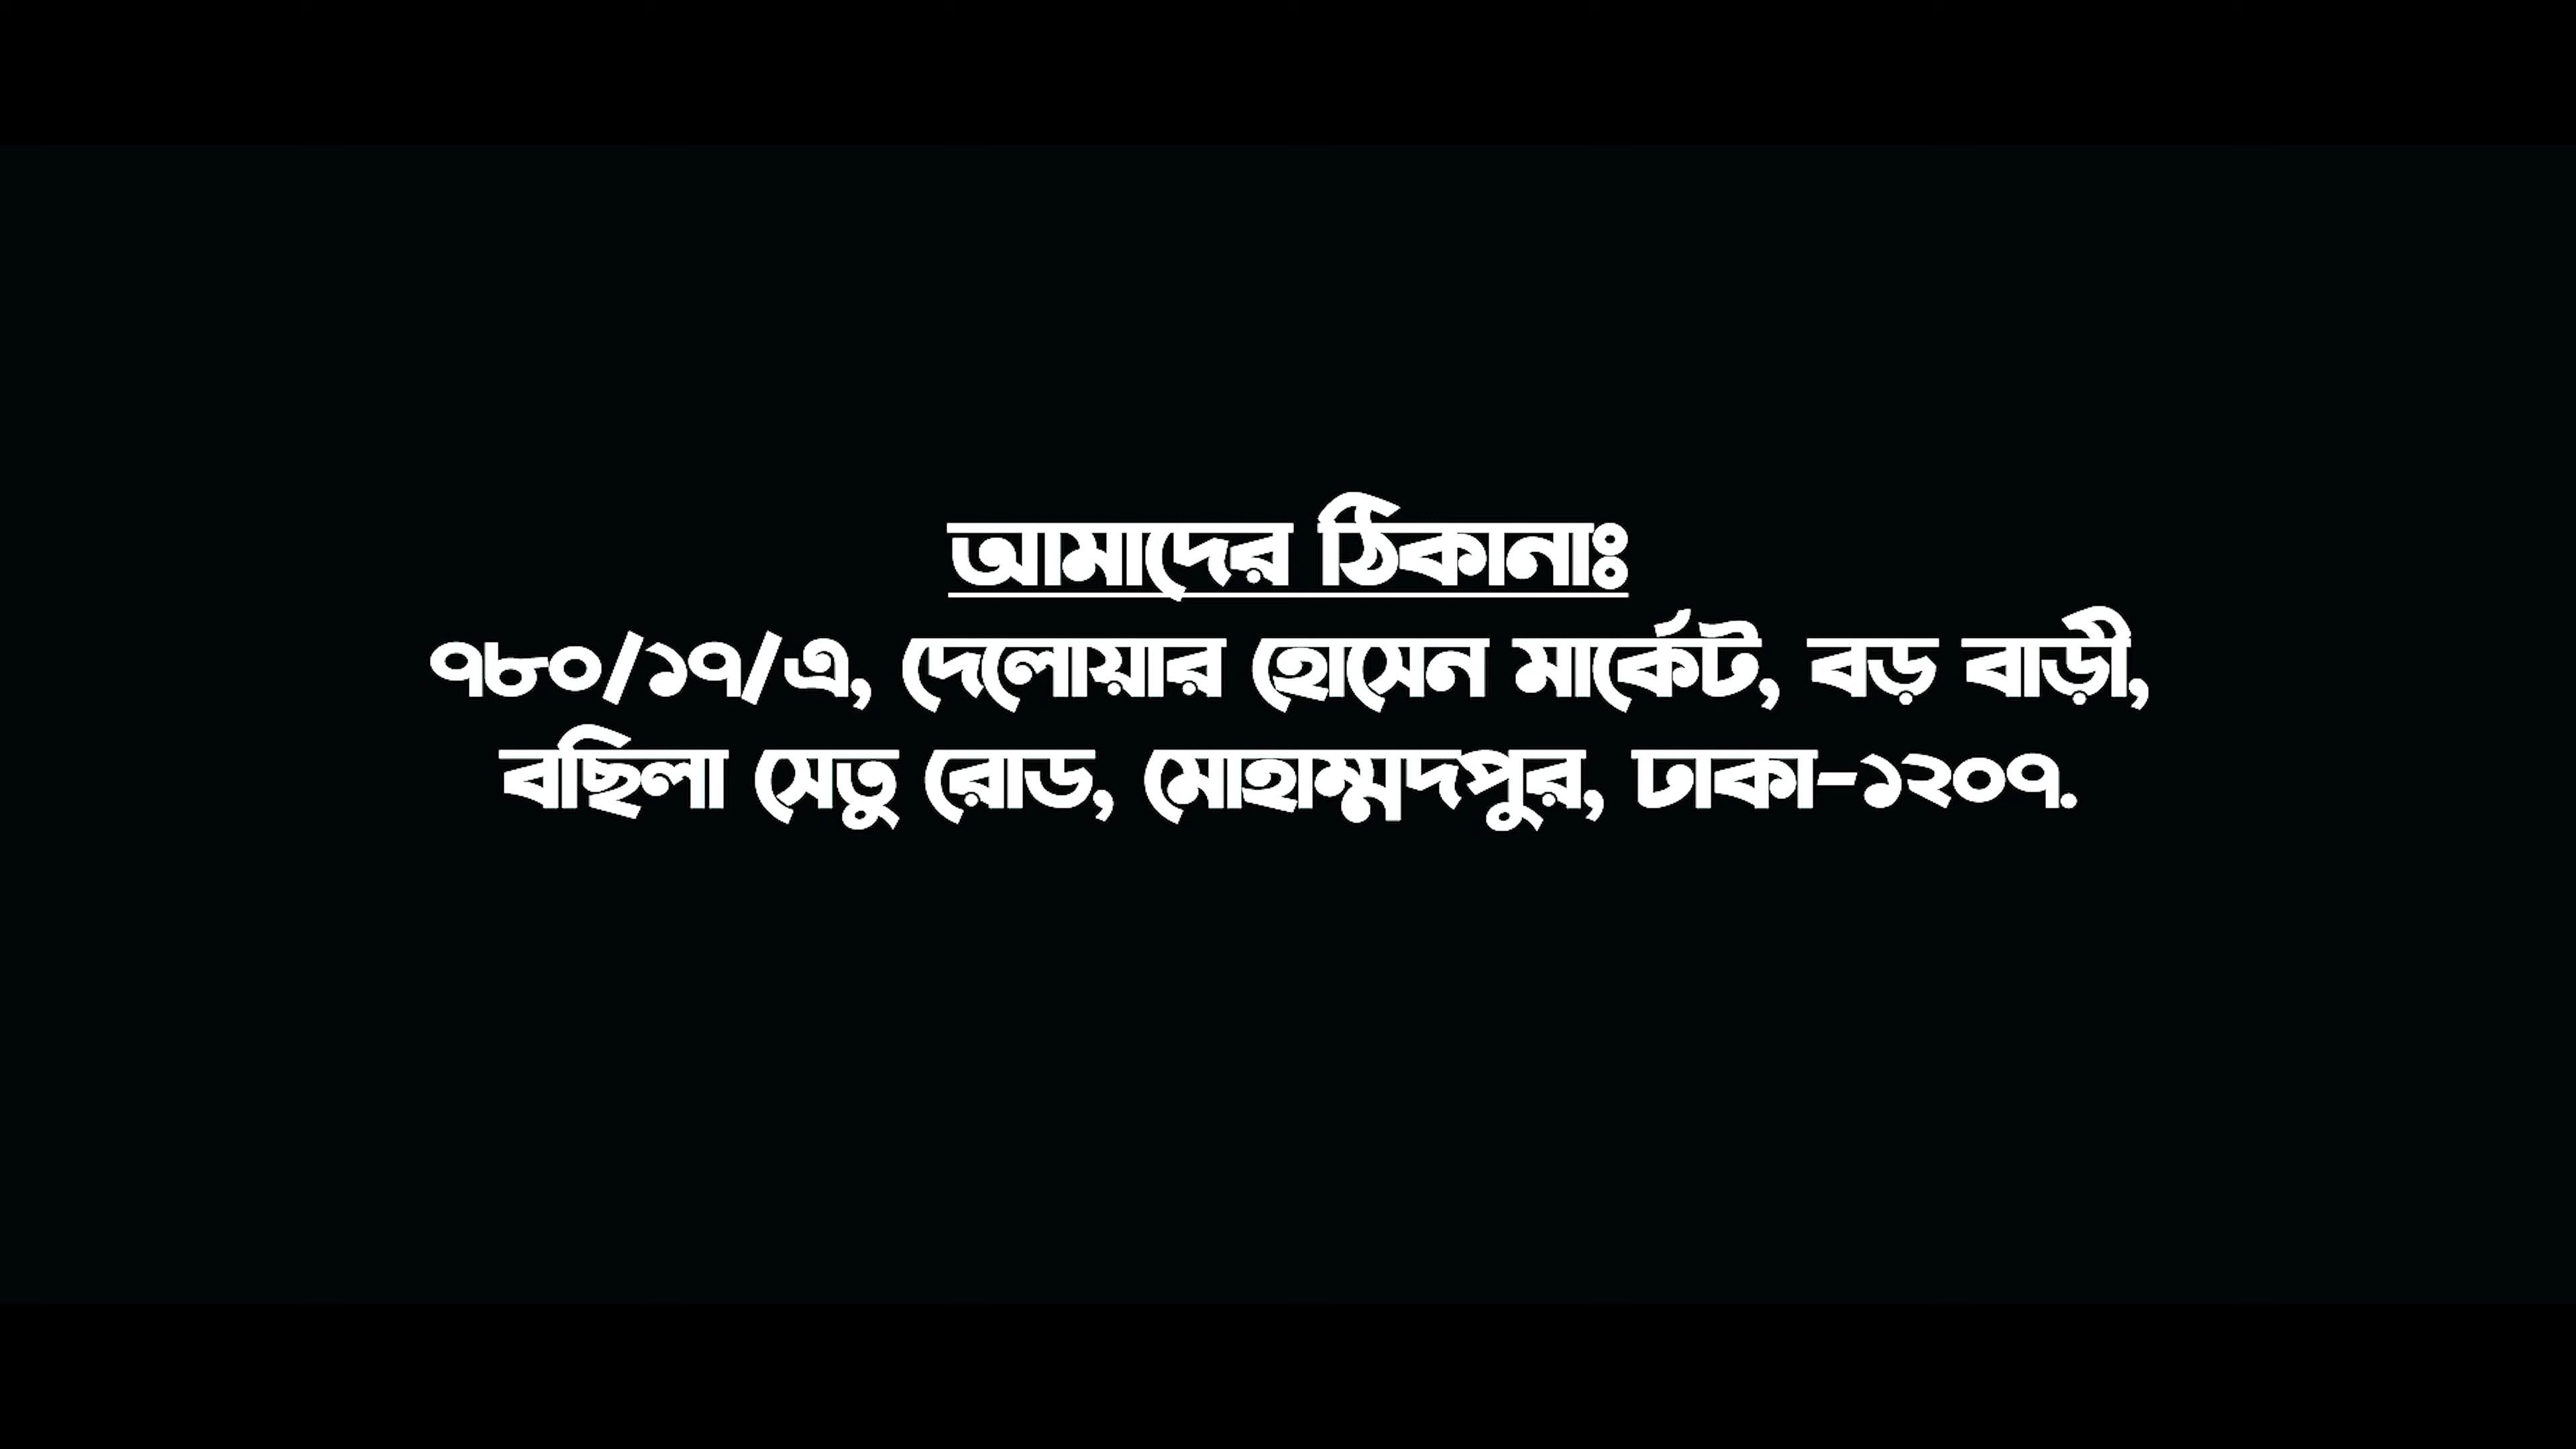 আমাদের ঠিকানাঃ
৭৮০/১৭/এ, দেলোয়ার হোসেন মার্কেট, বড় বাড়ী,
বছিলা সেতু রোড, মোহাম্মদপুর, ঢাকা-১২০৭.